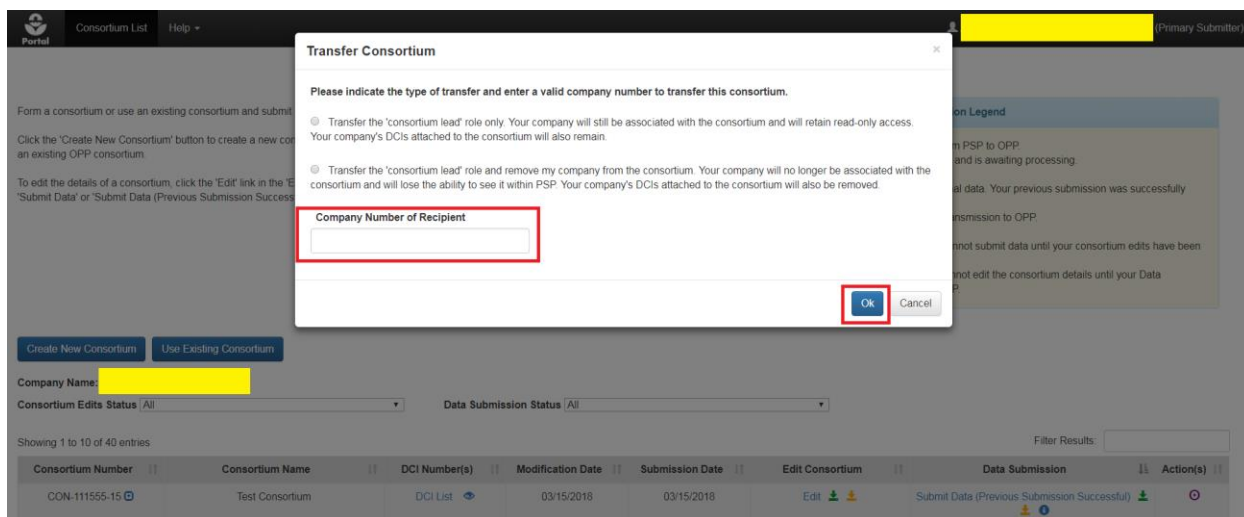 Portal
Consortium List
Help
(Primary Submitter)
Transfer Consortium
×
Please indicate the type of transfer and enter a valid company number to transfer this consortium.
Transfer the 'consortium lead' role only. Your company will still be associated with the consortium and will retain read-only access.
Your company's DCIs attached to the consortium will also remain.
Transfer the 'consortium lead' role and remove my company from the consortium. Your company will no longer be associated with the
consortium and will lose the ability to see it within PSP. Your company's DCIs attached to the consortium will also be removed.
Company Number of Recipient
Ok
Cancel
Form a consortium or use an existing consortium and submit
Click the 'Create New Consortium' button to create a new con
an existing OPP consortium.
To edit the details of a consortium, click the 'Edit' link in the 'E
'Submit Data' or 'Submit Data (Previous Submission Success
on Legend
m PSP to OPP.
and is awaiting processing.
al data. Your previous submission was successfully
ansmission to OPP.
nnot submit data until your consortium edits have been
nnot edit the consortium details until your Data
P.
Create New Consortium
Use Existing Consortium
Company Name:
Consortium Edits Status All
Data Submission Status All
Showing 1 to 10 of 40 entries
Filter Results:
Consortium Number
Consortium Name
DCI Number(s)
Modification Date
Submission Date
Edit Consortium
Data Submission
Action(s)
CON-111555-15
Test Consortium
DCI List
03/15/2018
03/15/2018
Edit
Submit Data (Previous Submission Successful)